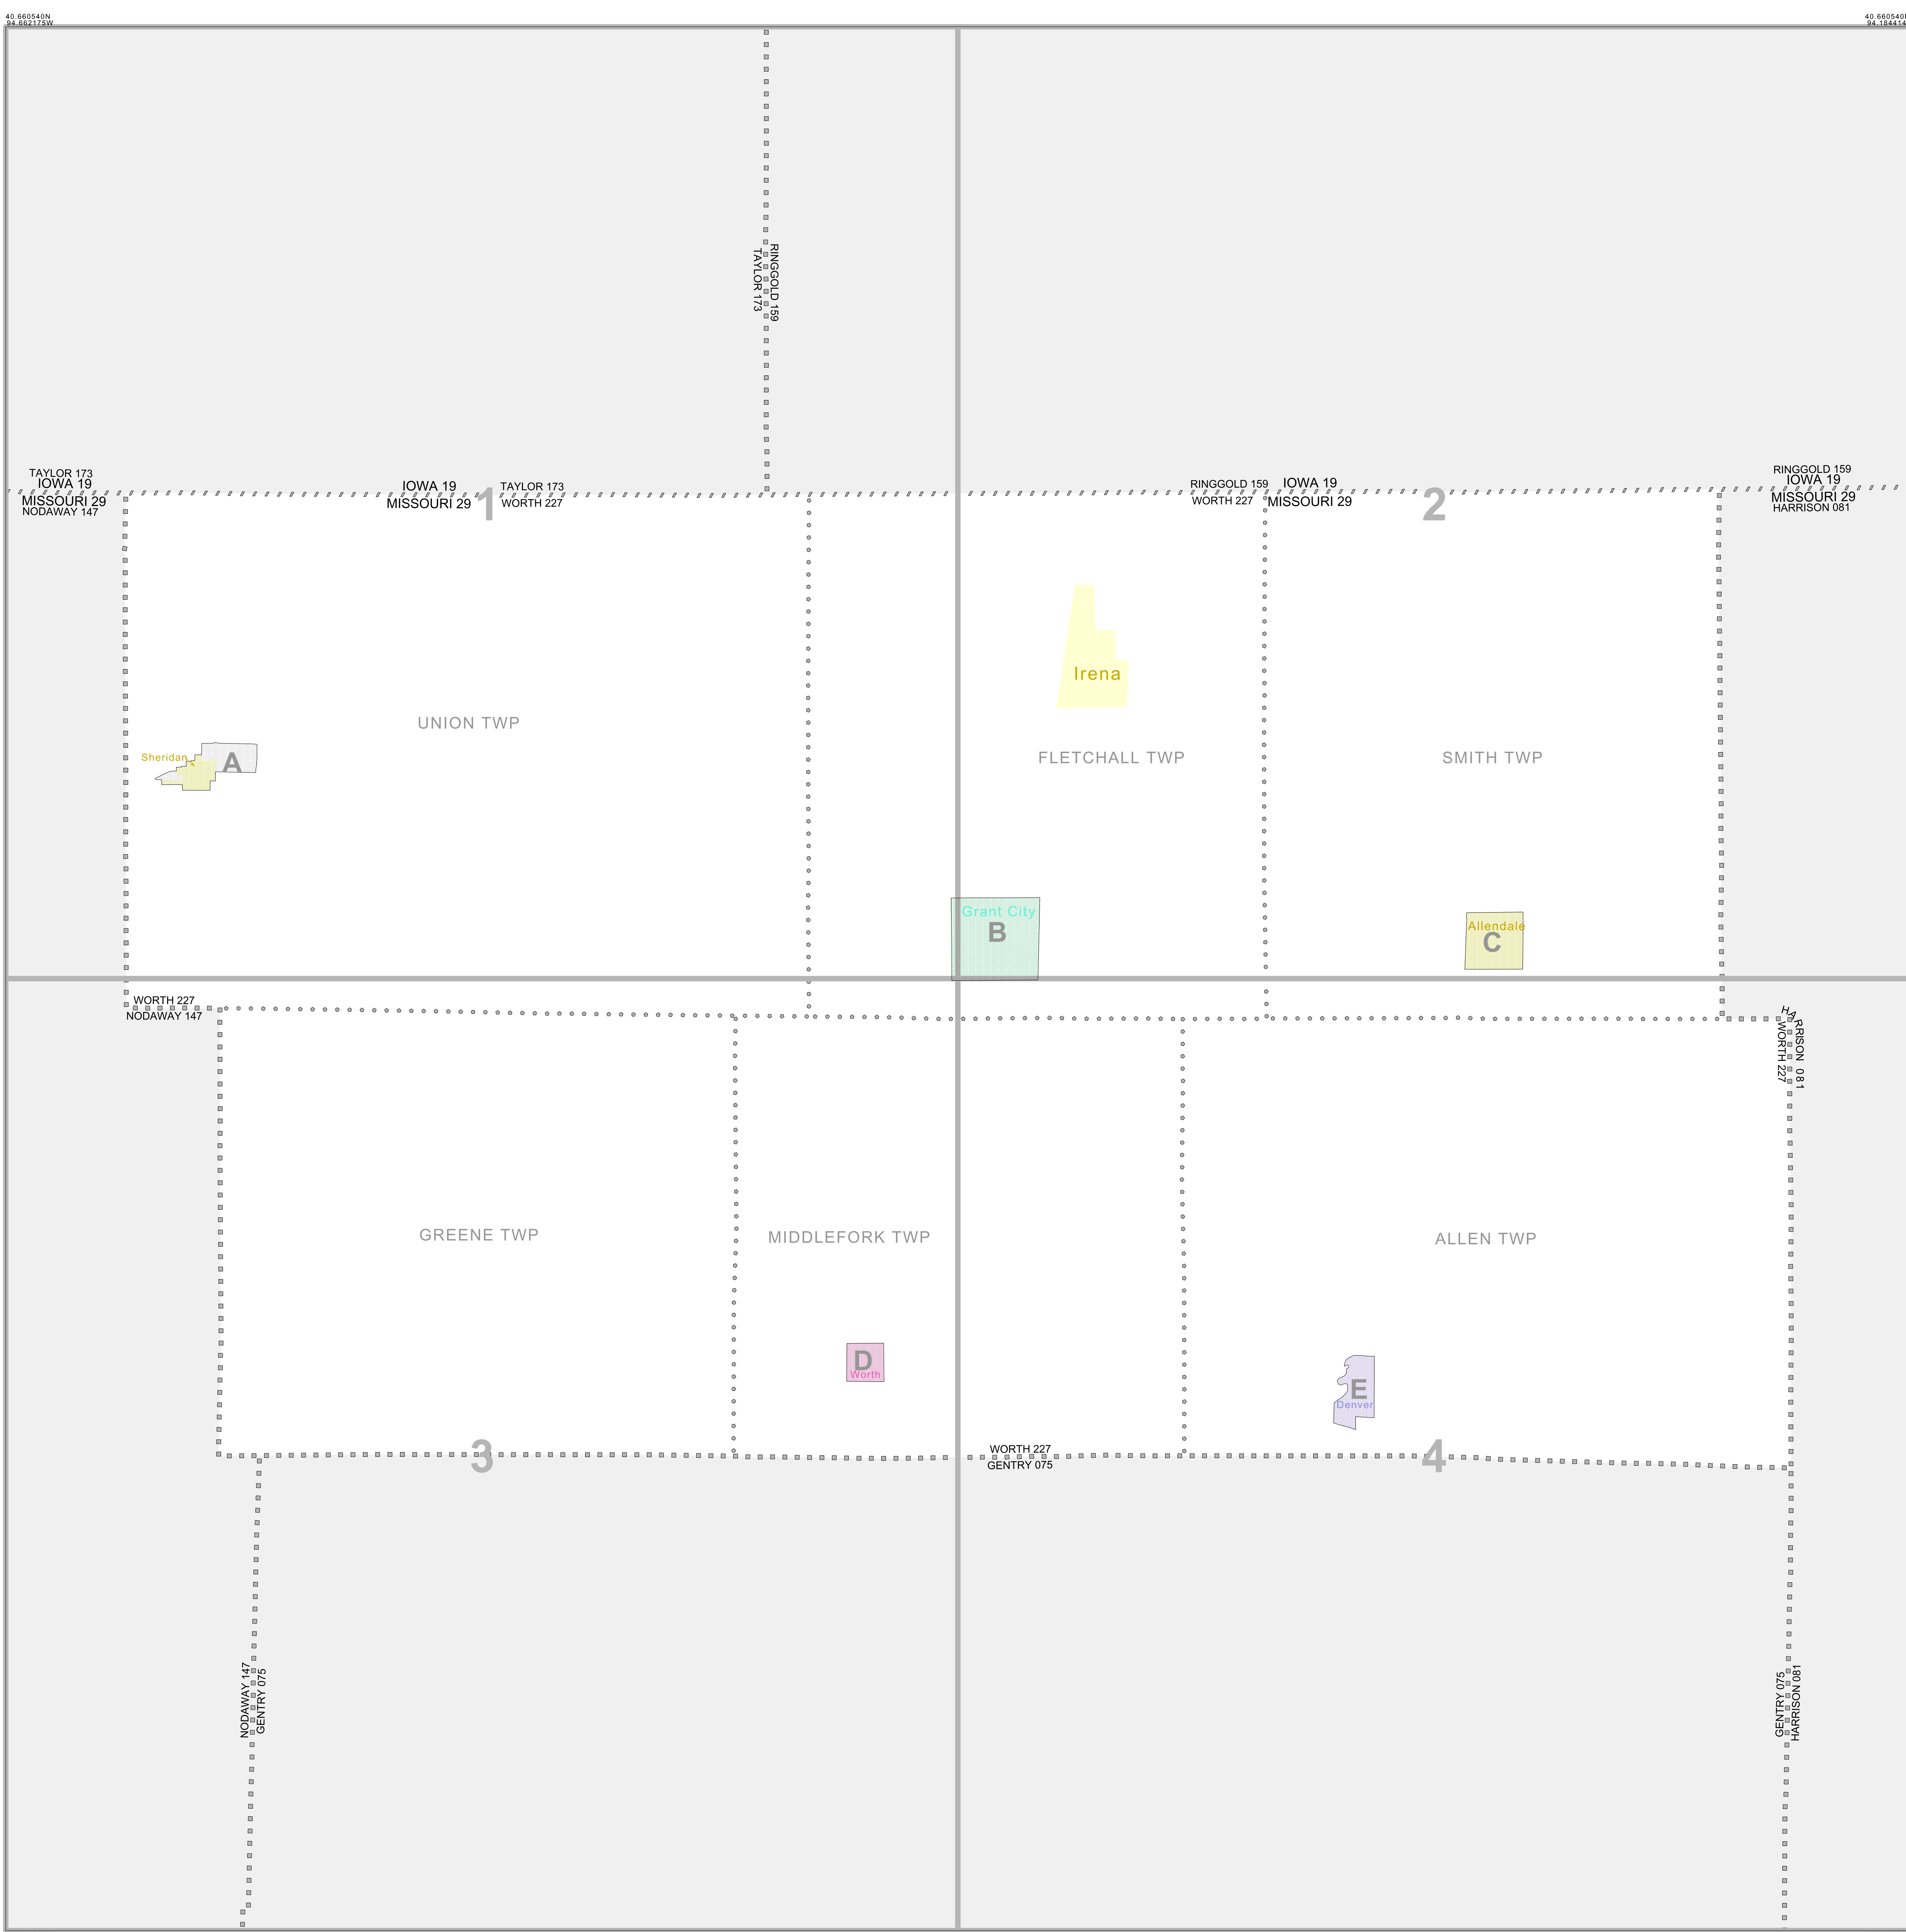 40.660540N
94.662175W
40.660540
94.184414
RINGGOLD 159
TAYLOR 173
TAYLOR 173
IOWA 19
MISSOURI 29
NODAWAY 147
IOWA 19
MISSOURI 29
1
TAYLOR 173
WORTH 227
RINGGOLD 159
WORTH 227
IOWA 19
MISSOURI 29
2
RINGGOLD 159
IOWA 19
MISSOURI 29
HARRISON 081
Irena
UNION TWP
Sheridan
A
FLETCHALL TWP
SMITH TWP
Grant City
B
Allendale
C
WORTH 227
NODAWAY 147
HARRISON 081
WORTH 227
GREENE TWP
MIDDLEFORK TWP
ALLEN TWP
D
Worth
E
Denver
3
WORTH 227
GENTRY 075
4
NODAWAY 147
GENTRY 075
GENTRY 075
HARRISON 081